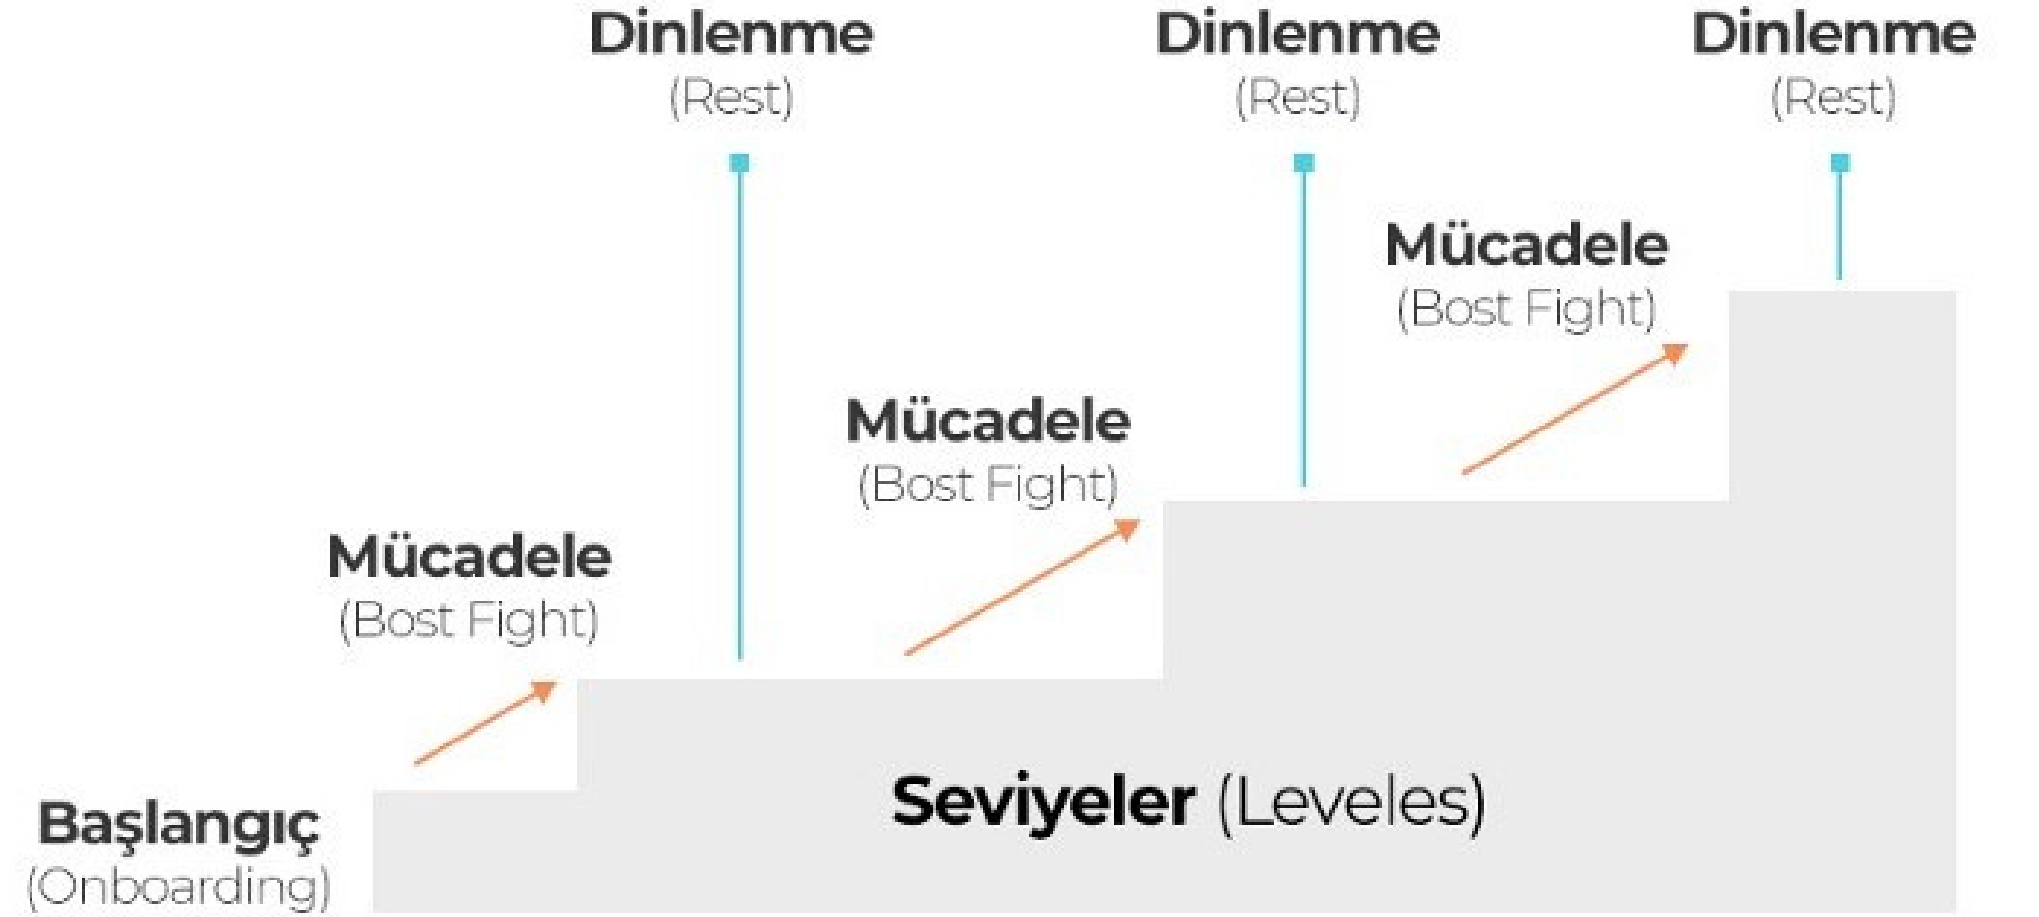 Dinlenme
(Rest)
Dinlenme
(Rest)
Dinlenme
(Rest)
Mücadele
(Bost Fight)
Mücadele
(Bost Fight)
Mücadele
(Bost Fight)
Seviyeler (Leveles)
Başlangıç
(Onboarding)